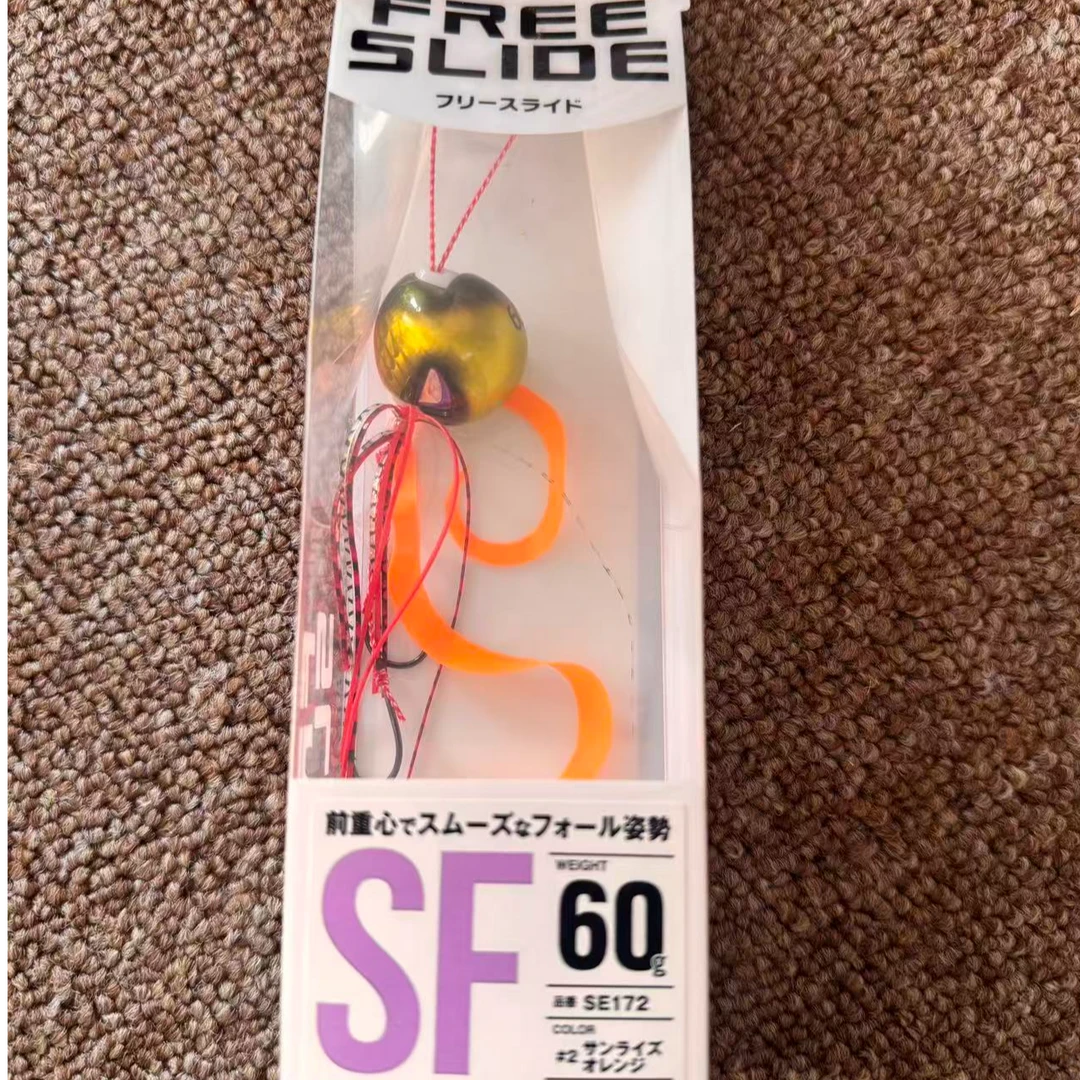 FREE
SLIDE
フリースライド
前重心でスムーズなフォール姿勢
SF
WEIGHT
60g
品番 SE172
COLOR
#2 サンライズ
オレンジ